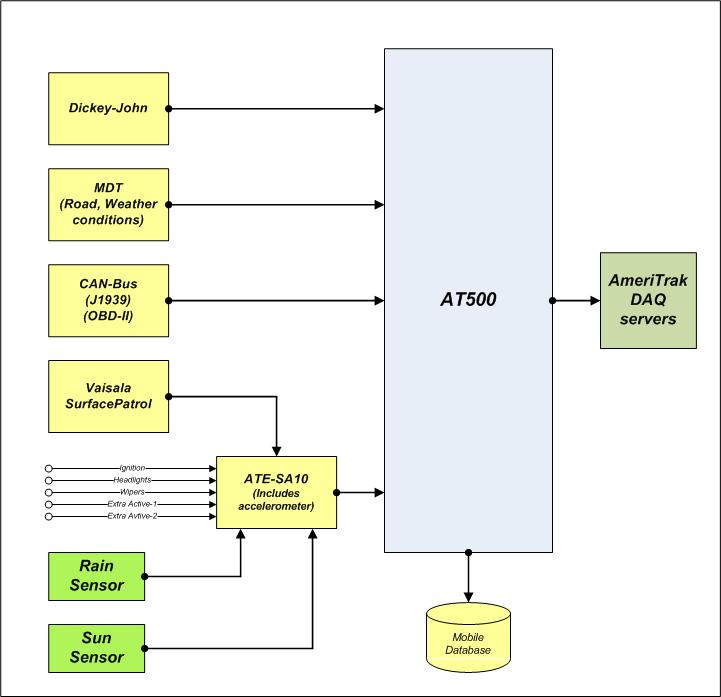 Dickey-John
MDT
(Road, Weather
conditions)
CAN-Bus
(J1939)
(OBD-II)
Vaisala
SurfacePatrol
Ignition
Headlights
Wipers
Extra Active-1
Extra Avtive-2
ATE-SA10
(Includes
accelerometer)
Rain
Sensor
Sun
Sensor
AT500
AmeriTrak
DAQ
servers
Mobile
Database